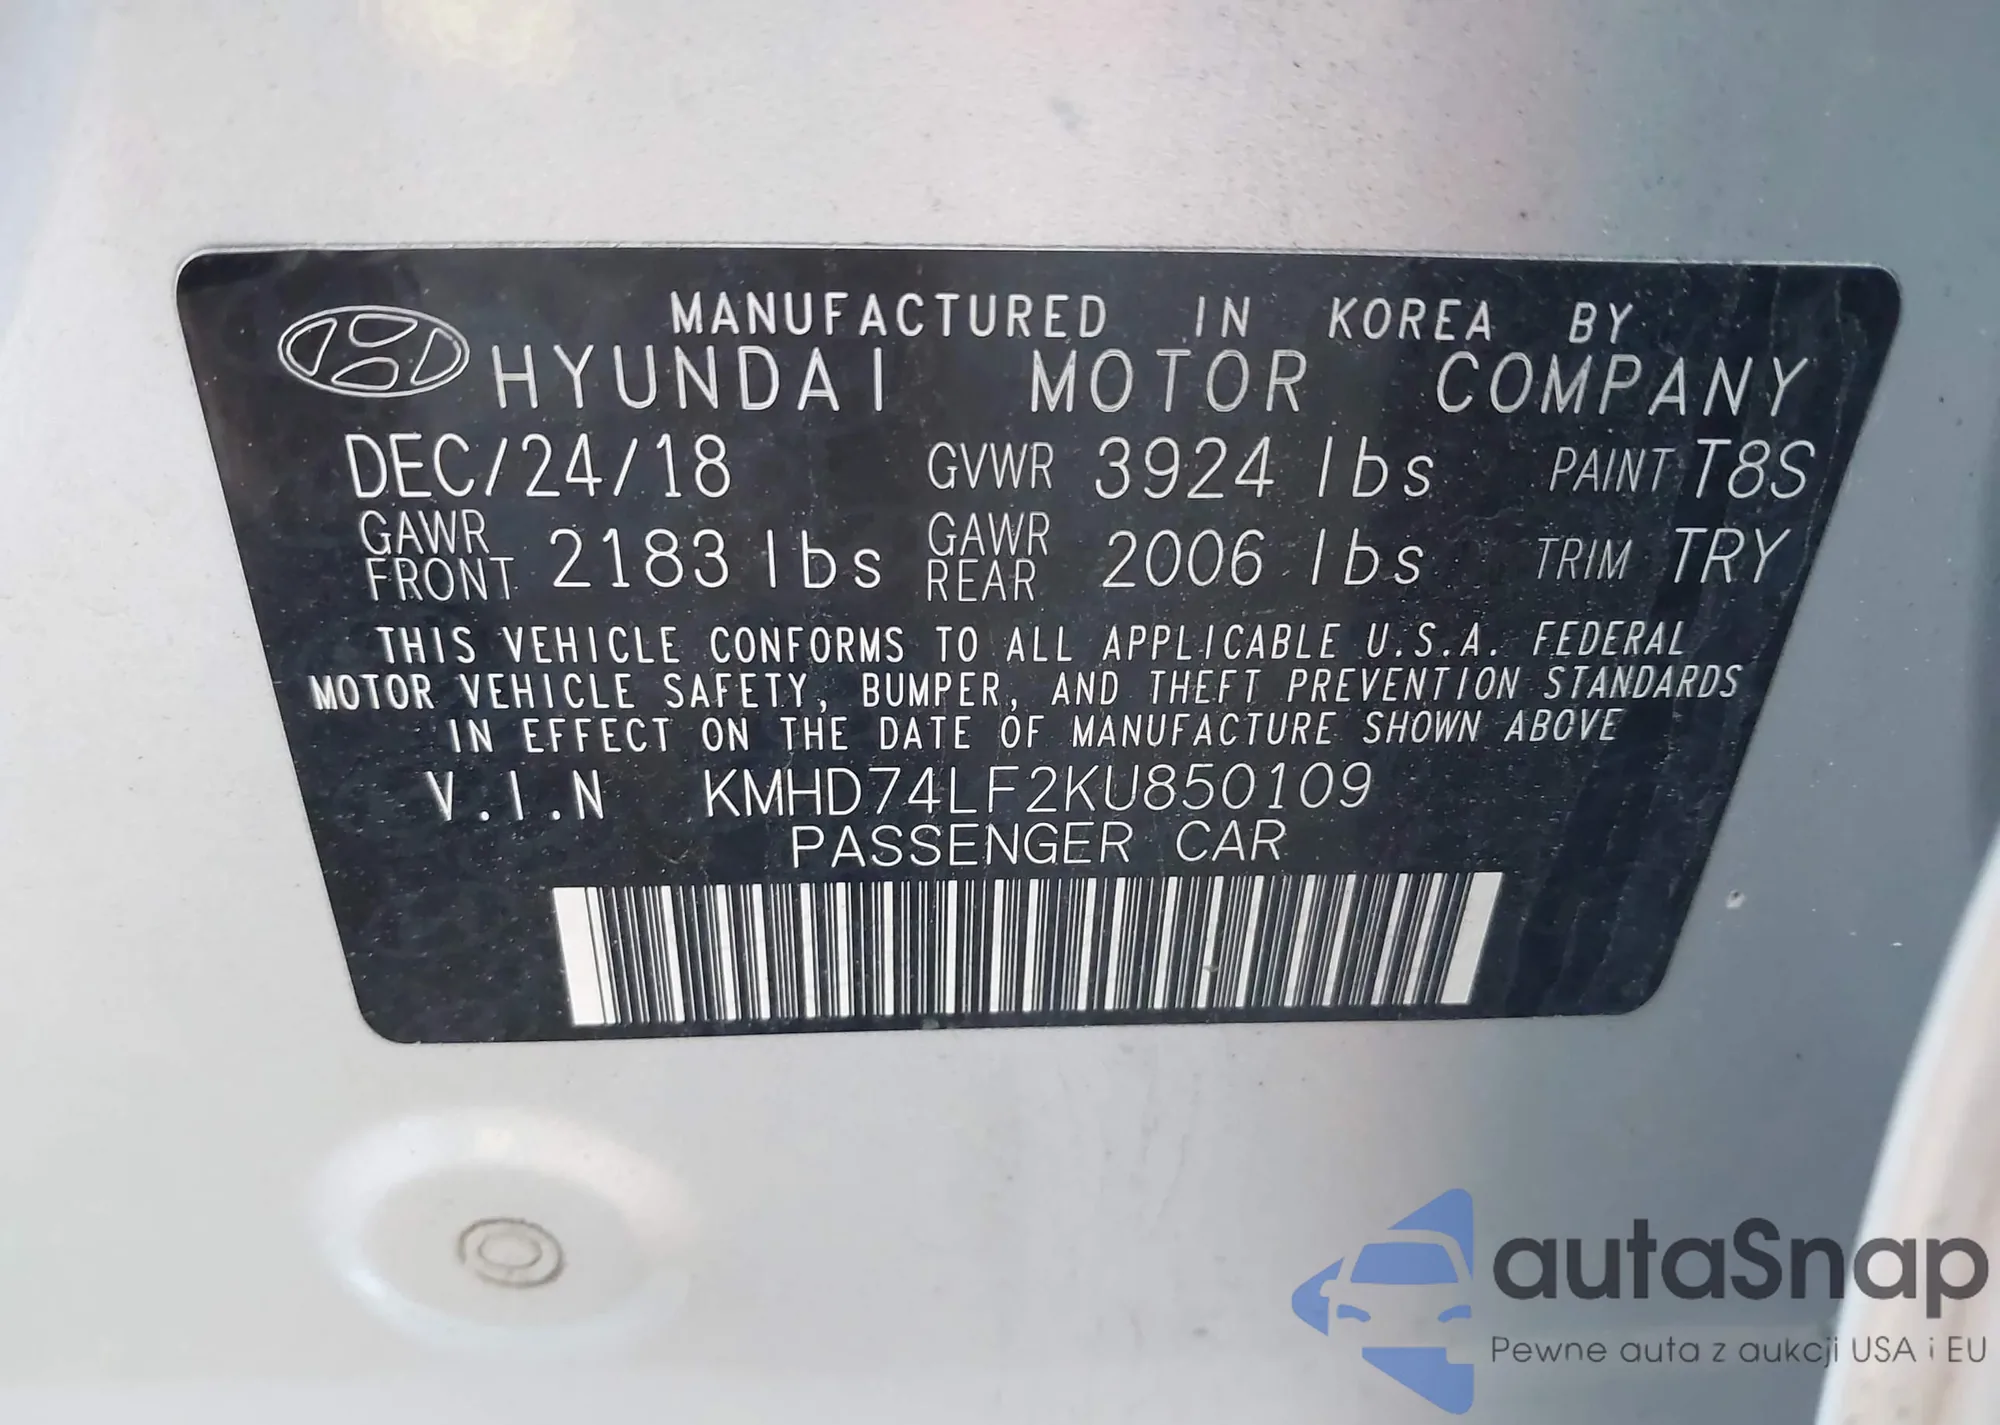 MANUFACTURED IN KOREA BY
HYUNDAI MOTOR COMPANY
DEC/24/18 GVWR 3924 lbs PAINT T8S
GAWR FRONT 2183 lbs GAWR REAR 2006 lbs TRIM TRY
THIS VEHICLE CONFORMS TO ALL APPLICABLE U.S.A. FEDERAL
MOTOR VEHICLE SAFETY, BUMPER, AND THEFT PREVENTION STANDARDS
IN EFFECT ON THE DATE OF MANUFACTURE SHOWN ABOVE
V.I.N KMHD74LF2KU850109
PASSENGER CAR
autaSnap
Pewne auta z aukcji USA i EU